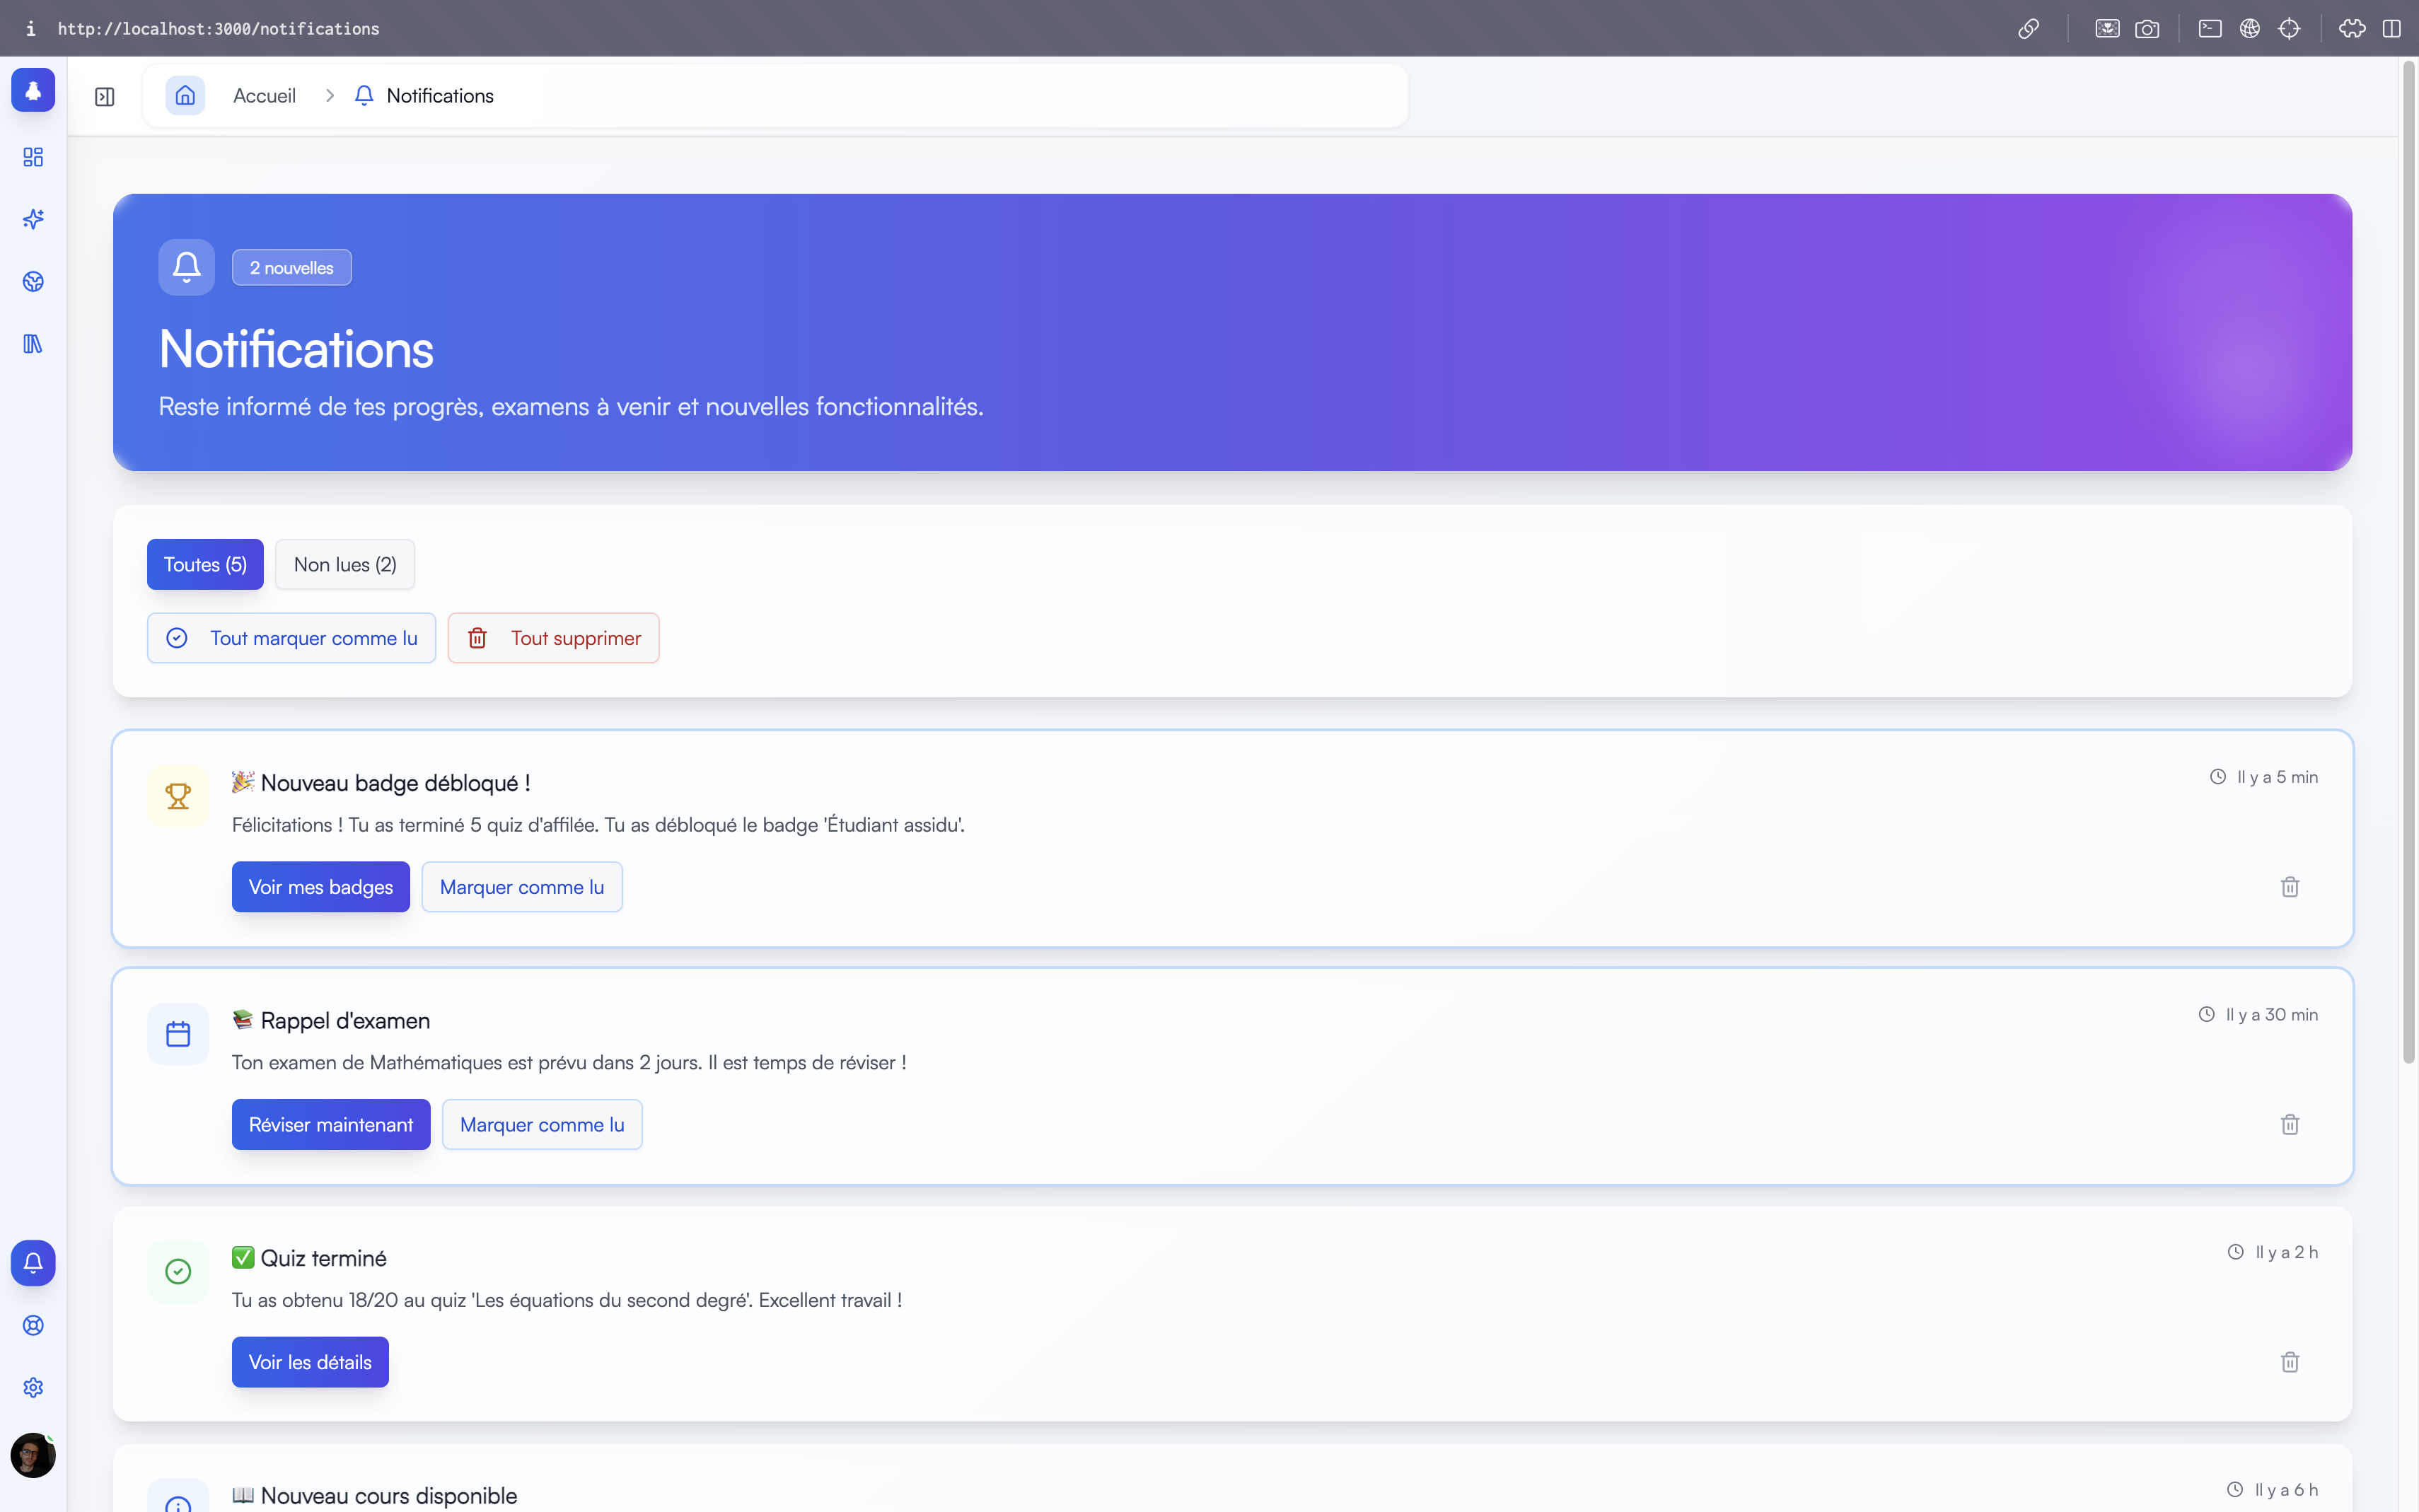 http://localhost:3000/notifications
Accueil
Notifications
2 nouvelles
Notifications
Reste informé de tes progrès, examens à venir et nouvelles fonctionnalités.
Toutes (5)
Non lues (2)
Tout marquer comme lu
Tout supprimer
🎉 Nouveau badge débloqué !
Il y a 5 min
Félicitations ! Tu as terminé 5 quiz d'affilée. Tu as débloqué le badge 'Étudiant assidu'.
Voir mes badges
Marquer comme lu
📚 Rappel d'examen
Il y a 30 min
Ton examen de Mathématiques est prévu dans 2 jours. Il est temps de réviser !
Réviser maintenant
Marquer comme lu
✅ Quiz terminé
Il y a 2 h
Tu as obtenu 18/20 au quiz 'Les équations du second degré'. Excellent travail !
Voir les détails
📖 Nouveau cours disponible
Il y a 6 h